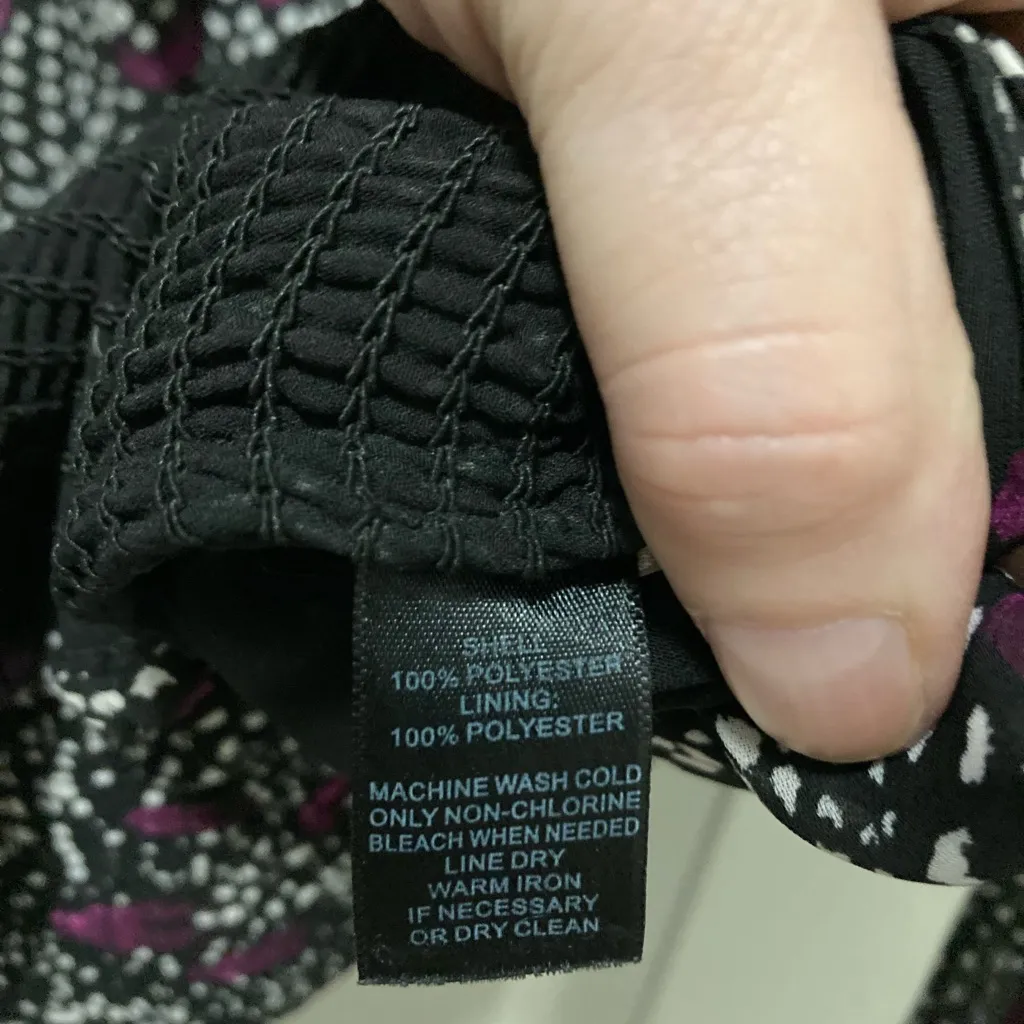 SHELL:
100% POLYESTER
LINING:
100% POLYESTER
MACHINE WASH COLD
ONLY NON-CHLORINE
BLEACH WHEN NEEDED
LINE DRY
WARM IRON
IF NECESSARY
OR DRY CLEAN